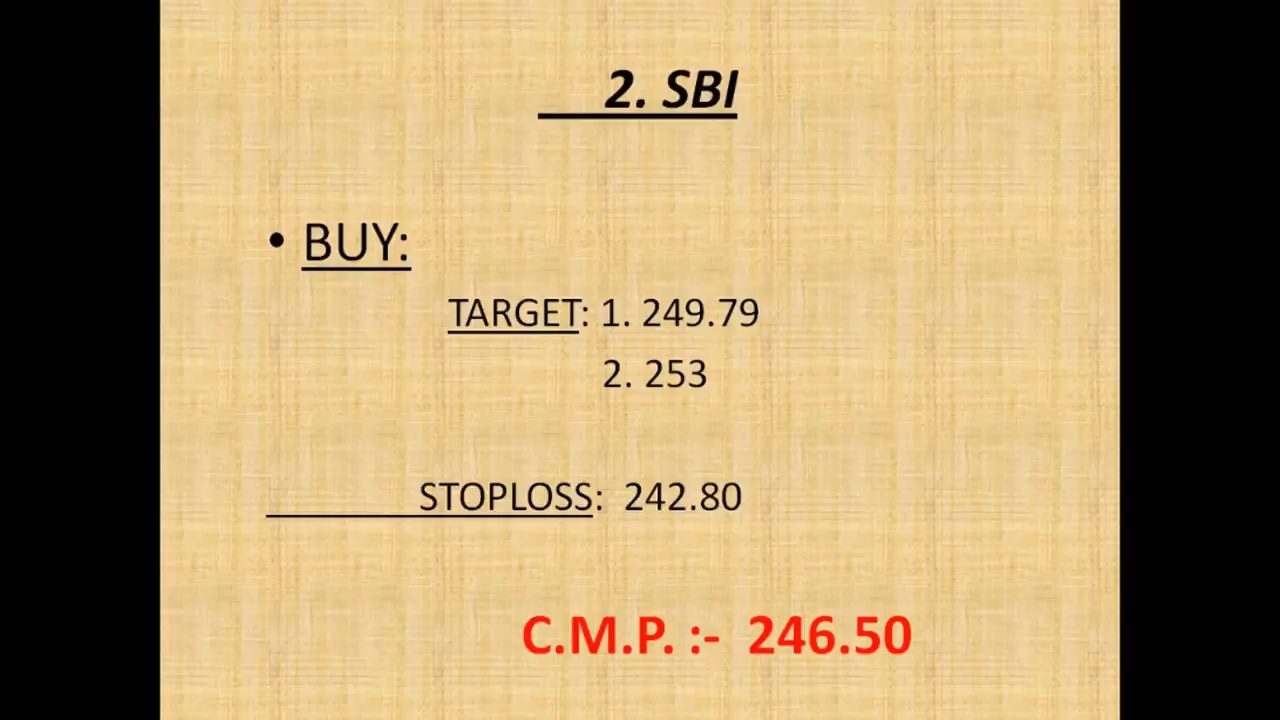 2. SBI
• BUY:
TARGET: 1. 249.79
2. 253
STOPLOSS: 242.80
C.M.P. :- 246.50